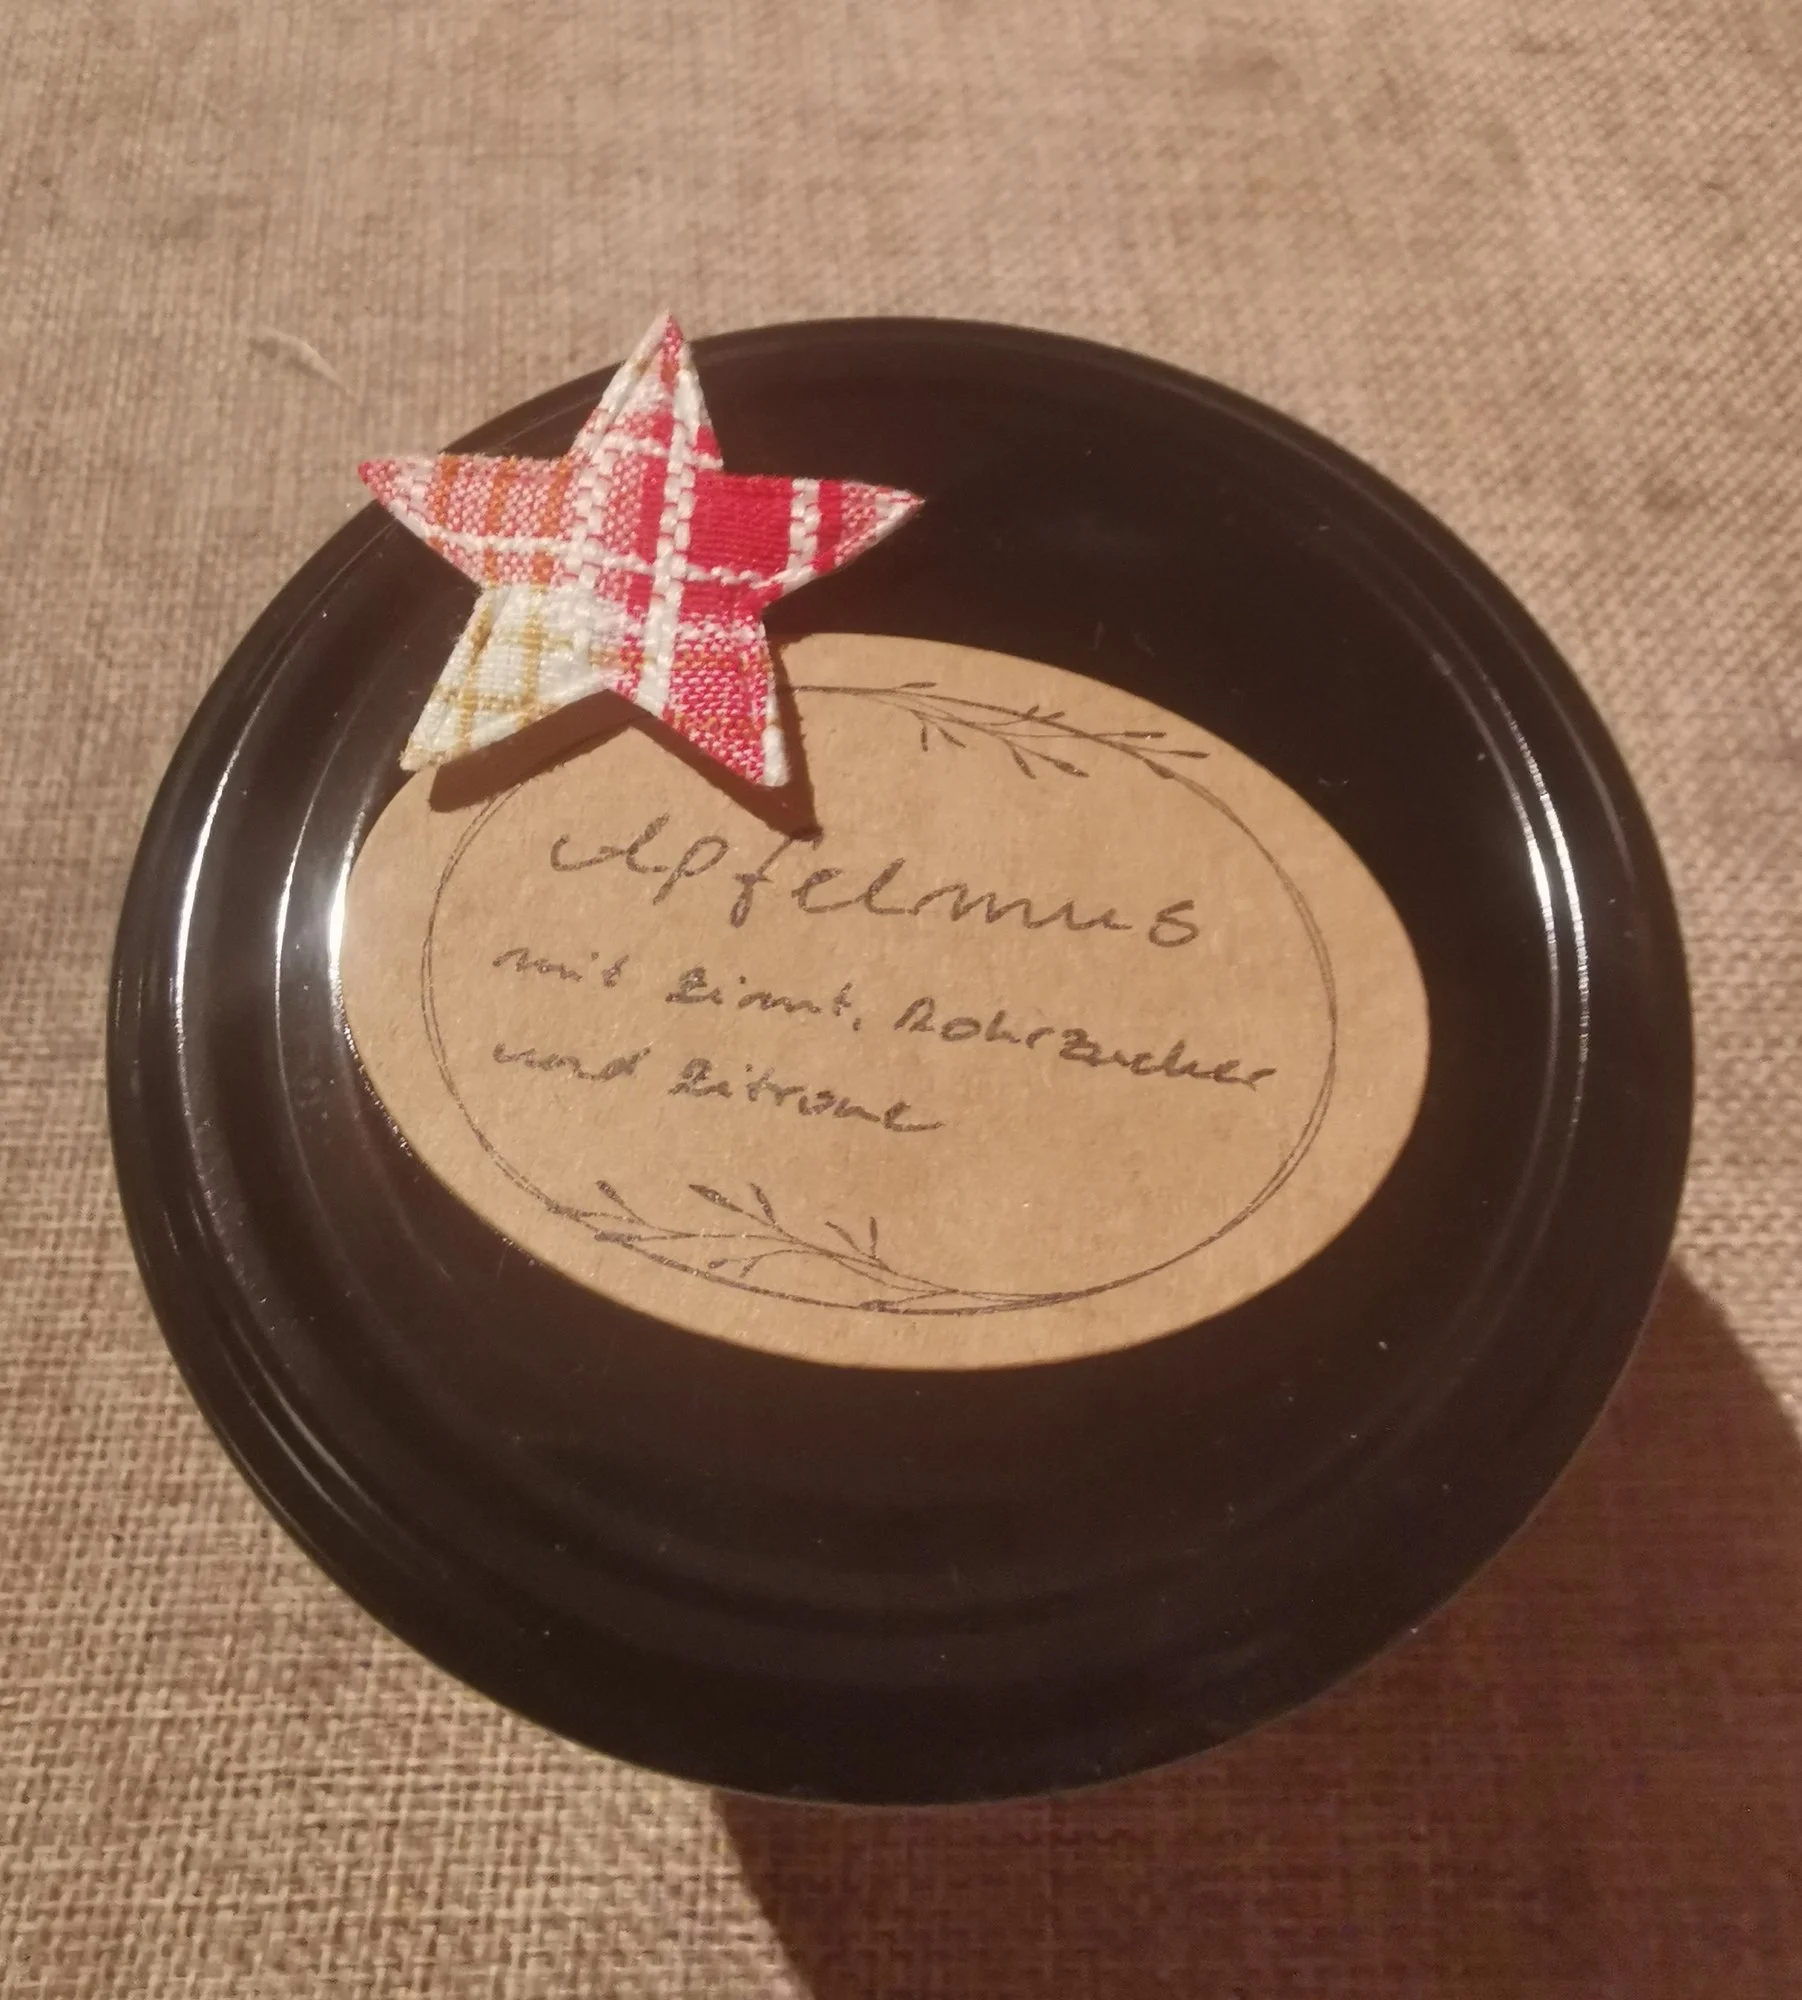 Apfelmus
mit Zimt, Rohrzucker
und Zitrone